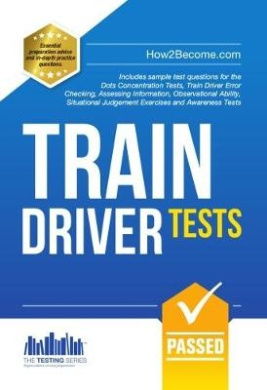 Essential
preparation advice
and in-depth practice
questions.
How2Become.com
Includes sample test questions for the
Dots Concentration Tests, Train Driver Error
Checking, Assessing Information, Observational Ability,
Situational Judgement Exercises and Awareness Tests
TRAIN
DRIVER TESTS
PASSED
THE TESTING SERIES